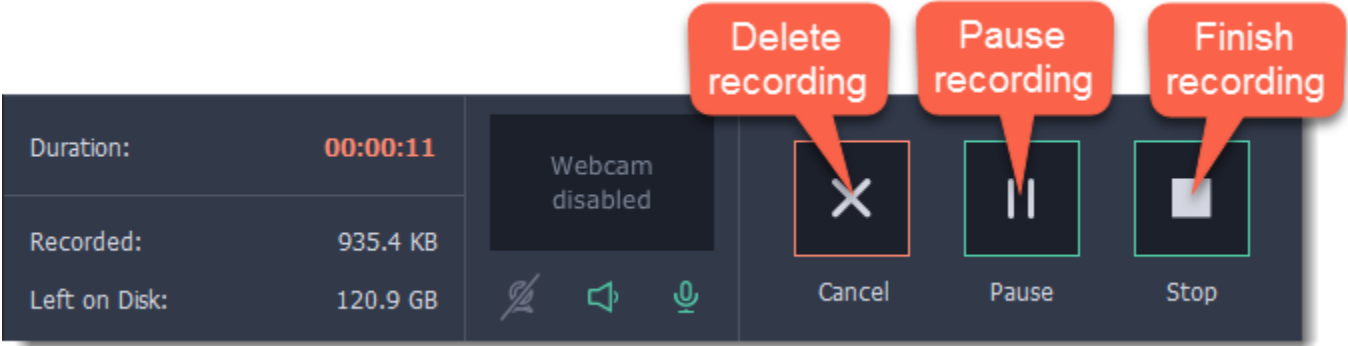 Delete
recording
Pause
recording
Finish
recording
Duration: 00:00:11
Webcam
disabled
Recorded: 935.4 KB
Left on Disk: 120.9 GB
Cancel
Pause
Stop